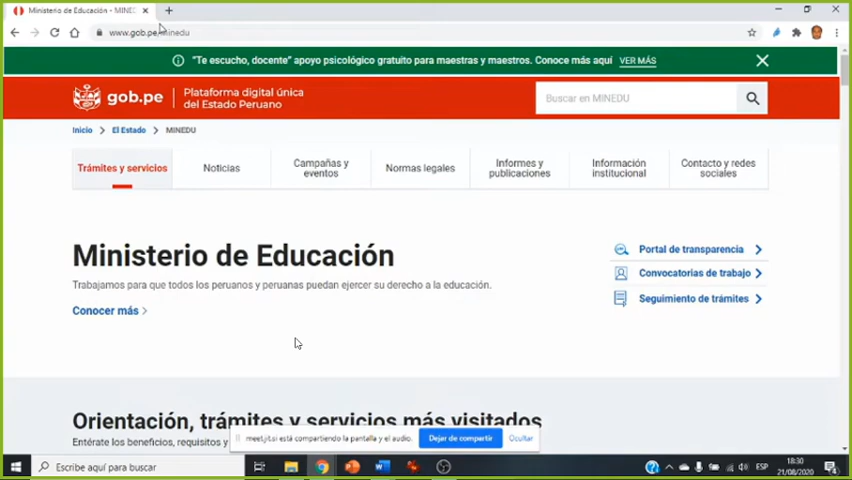 Ministerio de Educación - MINED
www.gob.pe/minedu
"Te escucho, docente" apoyo psicológico gratuito para maestras y maestros. Conoce más aquí VER MÁS
gob.pe
Plataforma digital única
del Estado Peruano
Buscar en MINEDU
Inicio > El Estado > MINEDU
Trámites y servicios
Noticias
Campañas y
eventos
Normas legales
Informes y
publicaciones
Información
institucional
Contacto y redes
sociales
Ministerio de Educación
Trabajamos para que todos los peruanos y peruanas puedan ejercer su derecho a la educación.
Conocer más >
Portal de transparencia >
Convocatorias de trabajo >
Seguimiento de trámites >
Orientación, trámites y servicios más visitados
Entérate los beneficios, requisitos y
meet.jit.si está compartiendo la pantalla y el audio.
Dejar de compartir
Ocultar
Escribe aquí para buscar
ESP
18:30
21/08/2020